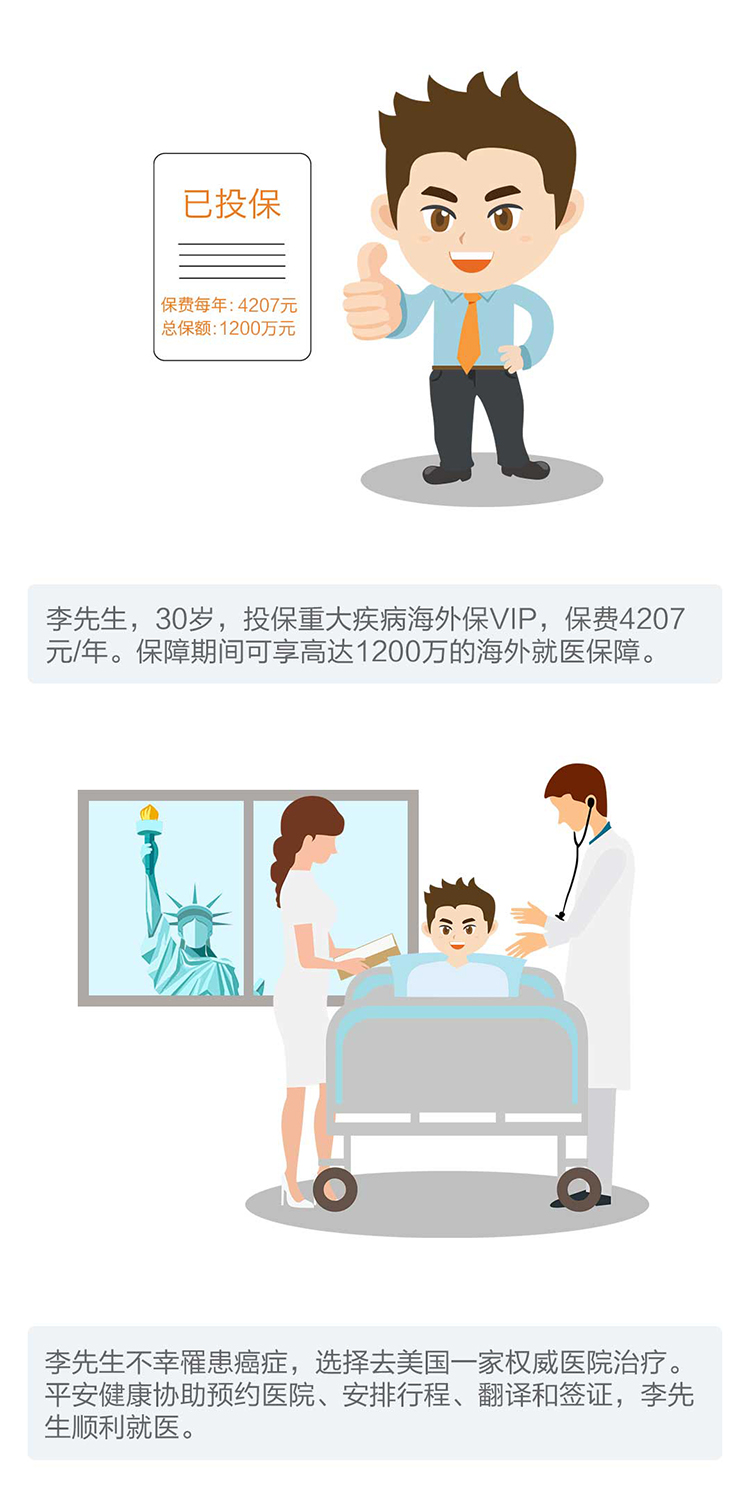 已投保
保费每年：4207元
总保额：1200万元
李先生，30岁，投保重大疾病海外保VIP，保费4207
元/年。保障期间可享高达1200万的海外就医保障。
李先生不幸罹患癌症，选择去美国一家权威医院治疗。
平安健康协助预约医院、安排行程、翻译和签证，李先
生顺利就医。